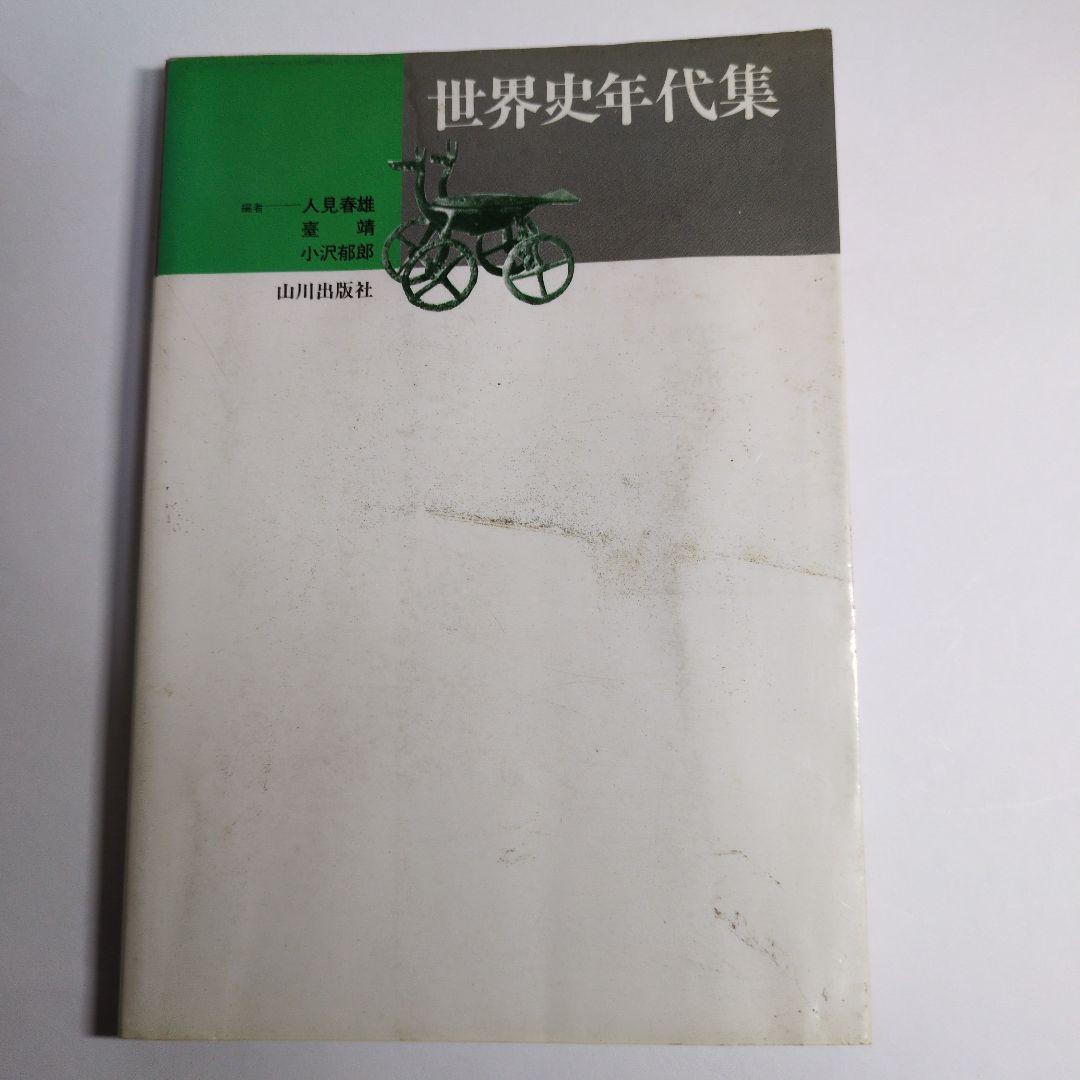 世界史年代集
編者――人見春雄
臺　靖
小沢郁郎
山川出版社